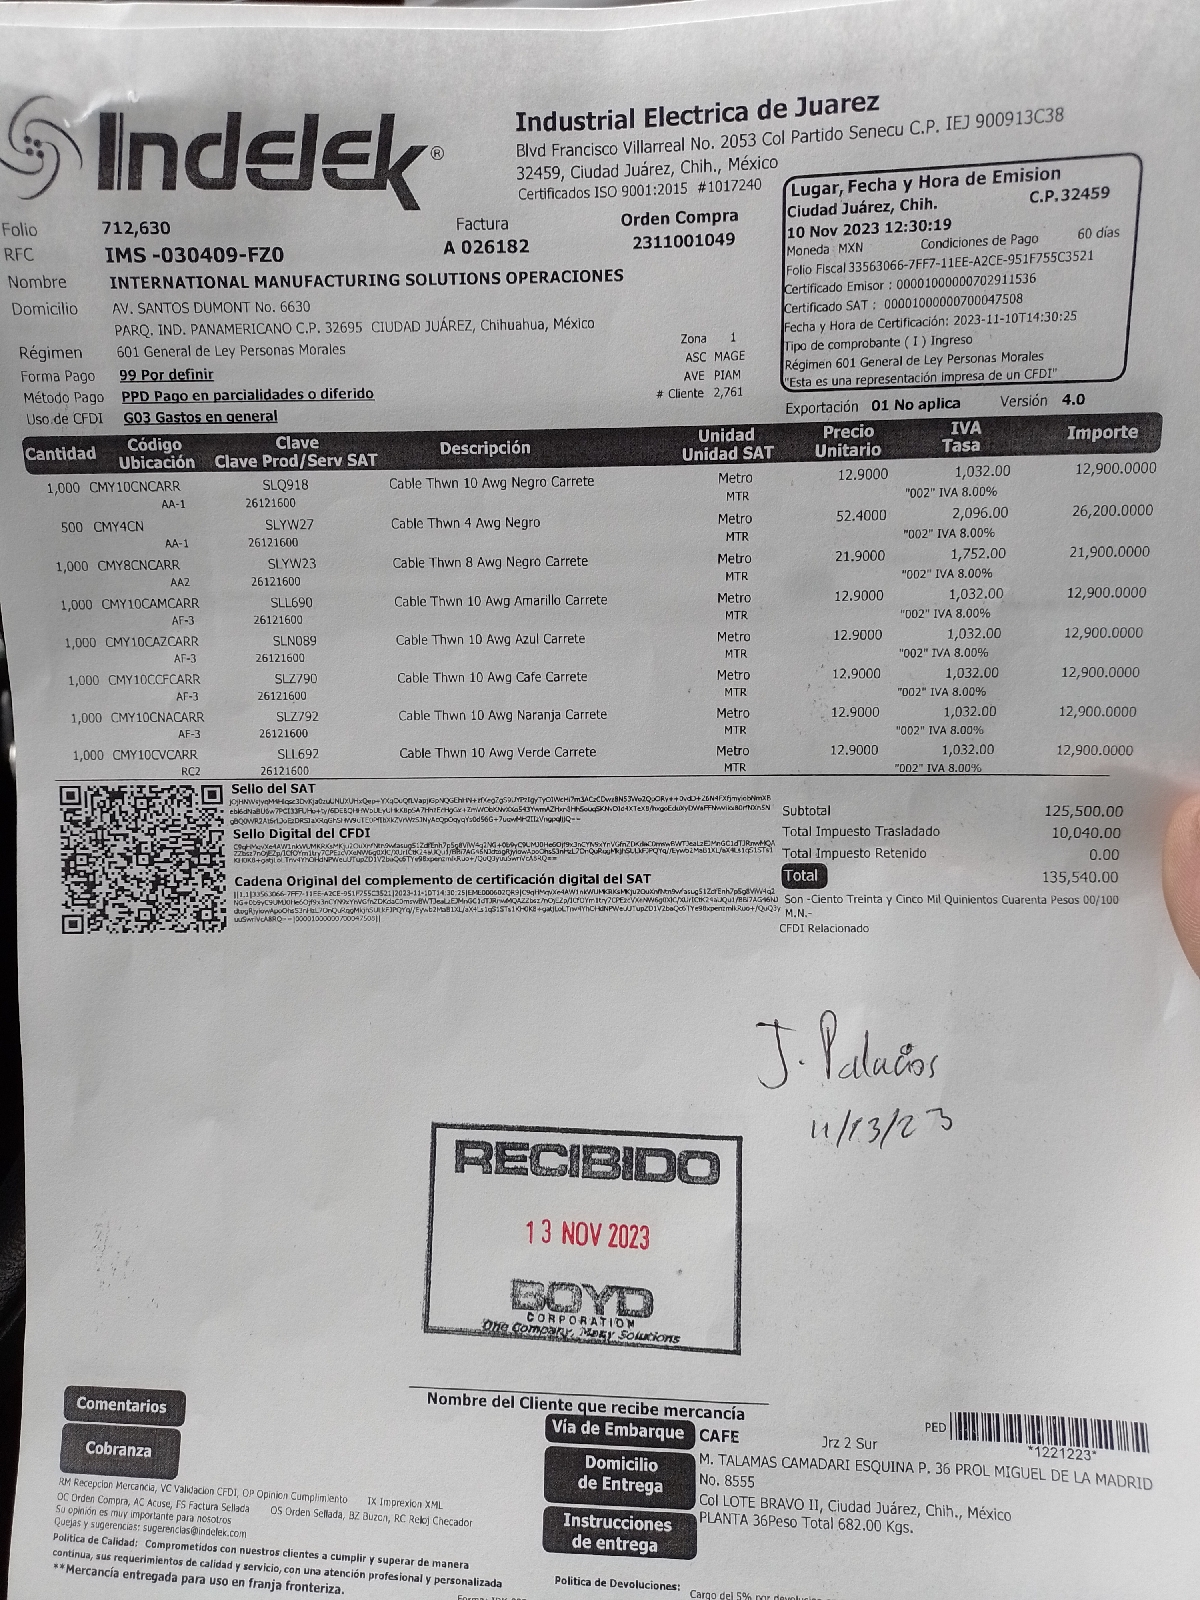 Indelek®
Industrial Electrica de Juarez
Blvd Francisco Villarreal No. 2053 Col Partido Senecu C.P. IEJ 900913C38
32459, Ciudad Juárez, Chih., México
Certificados ISO 9001:2015 #1017240
Folio 712,630
Factura
A 026182
Orden Compra
2311001049
RFC IMS -030409-FZ0
Nombre INTERNATIONAL MANUFACTURING SOLUTIONS OPERACIONES
Domicilio AV. SANTOS DUMONT No. 6630
PARQ. IND. PANAMERICANO C.P. 32695 CIUDAD JUÁREZ, Chihuahua, México
Régimen 601 General de Ley Personas Morales
Forma Pago 99 Por definir
Método Pago PPD Pago en parcialidades o diferido
Uso de CFDI G03 Gastos en general
Zona 1
ASC MAGE
AVE PIAM
# Cliente 2,761
Lugar, Fecha y Hora de Emision
Ciudad Juárez, Chih. C.P. 32459
10 Nov 2023 12:30:19
Moneda MXN Condiciones de Pago 60 días
Folio Fiscal 33563066-7FF7-11EE-A2CE-951F755C3521
Certificado Emisor : 00001000000702911536
Certificado SAT : 00001000000700047508
Fecha y Hora de Certificación: 2023-11-10T14:30:25
Tipo de comprobante ( I ) Ingreso
Régimen 601 General de Ley Personas Morales
"Esta es una representación impresa de un CFDI"
Exportación 01 No aplica Versión 4.0
Cantidad Código Ubicación Clave Clave Prod/Serv SAT Descripción Unidad Unidad SAT Precio Unitario IVA Tasa Importe
1,000 CMY10CNCARR SLQ918 Cable Thwn 10 Awg Negro Carrete Metro 12.9000 1,032.00 12,900.0000
AA-1 26121600 MTR "002" IVA 8.00%
500 CMY4CN SLYW27 Cable Thwn 4 Awg Negro Metro 52.4000 2,096.00 26,200.0000
AA-1 26121600 MTR "002" IVA 8.00%
1,000 CMY8CNCARR SLYW23 Cable Thwn 8 Awg Negro Carrete Metro 21.9000 1,752.00 21,900.0000
AA2 26121600 MTR "002" IVA 8.00%
1,000 CMY10CAMCARR SLL690 Cable Thwn 10 Awg Amarillo Carrete Metro 12.9000 1,032.00 12,900.0000
AF-3 26121600 MTR "002" IVA 8.00%
1,000 CMY10CAZCARR SLN089 Cable Thwn 10 Awg Azul Carrete Metro 12.9000 1,032.00 12,900.0000
AF-3 26121600 MTR "002" IVA 8.00%
1,000 CMY10CCFCARR SLZ790 Cable Thwn 10 Awg Cafe Carrete Metro 12.9000 1,032.00 12,900.0000
AF-3 26121600 MTR "002" IVA 8.00%
1,000 CMY10CNACARR SLZ792 Cable Thwn 10 Awg Naranja Carrete Metro 12.9000 1,032.00 12,900.0000
AF-3 26121600 MTR "002" IVA 8.00%
1,000 CMY10CVCARR SLL692 Cable Thwn 10 Awg Verde Carrete Metro 12.9000 1,032.00 12,900.0000
RC2 26121600 MTR "002" IVA 8.00%
Sello del SAT
Sello Digital del CFDI
Cadena Original del complemento de certificación digital del SAT
Subtotal 125,500.00
Total Impuesto Trasladado 10,040.00
Total Impuesto Retenido 0.00
Total 135,540.00
Son -Ciento Treinta y Cinco Mil Quinientos Cuarenta Pesos 00/100
M.N.-
CFDI Relacionado
J. Palacios
11/13/23
RECIBIDO
13 NOV 2023
BOYD
CORPORATION
One Company, Many Solutions
Nombre del Cliente que recibe mercancía
Comentarios
Cobranza
RM Recepcion Mercancia, VC Validacion CFDI, OP Opinion Cumplimiento IX Imprexion XML
OC Orden Compra, AC Acuse, FS Factura Sellada OS Orden Sellada, BZ Buzon, RC Reloj Checador
Su opinión es muy importante para nosotros
Quejas y sugerencias: sugerencias@indelek.com
Política de Calidad: Comprometidos con nuestros clientes a cumplir y superar de manera
continua, sus requerimientos de calidad y servicio, con una atención profesional y personalizada
**Mercancía entregada para uso en franja fronteriza.
Vía de Embarque CAFE Jrz 2 Sur
PED *1221223*
Domicilio de Entrega M. TALAMAS CAMADARI ESQUINA P. 36 PROL MIGUEL DE LA MADRID
No. 8555
Col LOTE BRAVO II, Ciudad Juárez, Chih., México
Instrucciones de entrega PLANTA 36Peso Total 682.00 Kgs.
Politica de Devoluciones: Cargo del 5% por